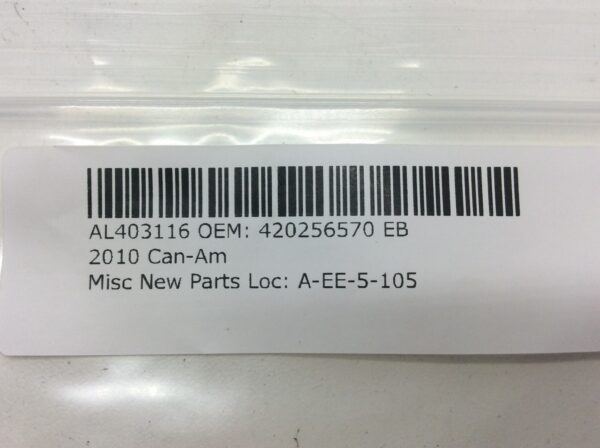 AL403116 OEM: 420256570 EB
2010 Can-Am
Misc New Parts Loc: A-EE-5-105